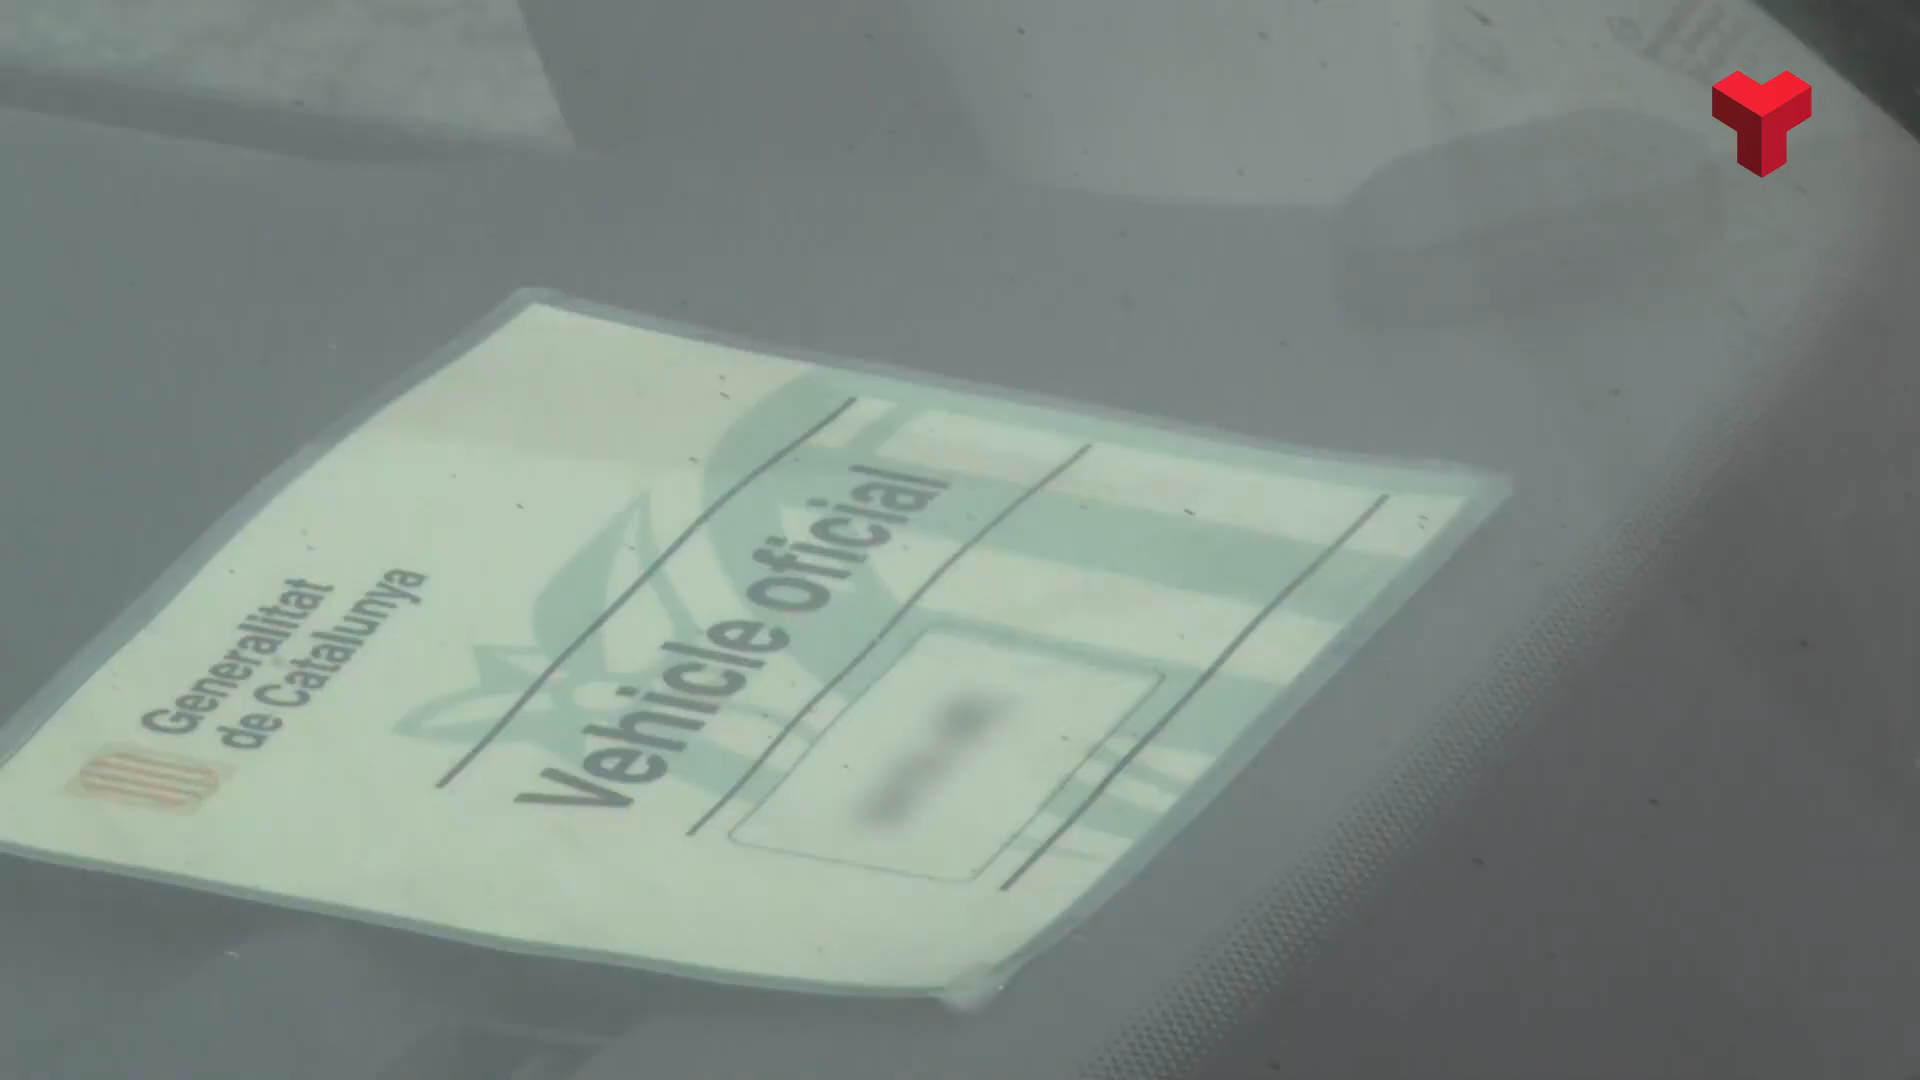 Generalitat
de Catalunya
Vehicle oficial